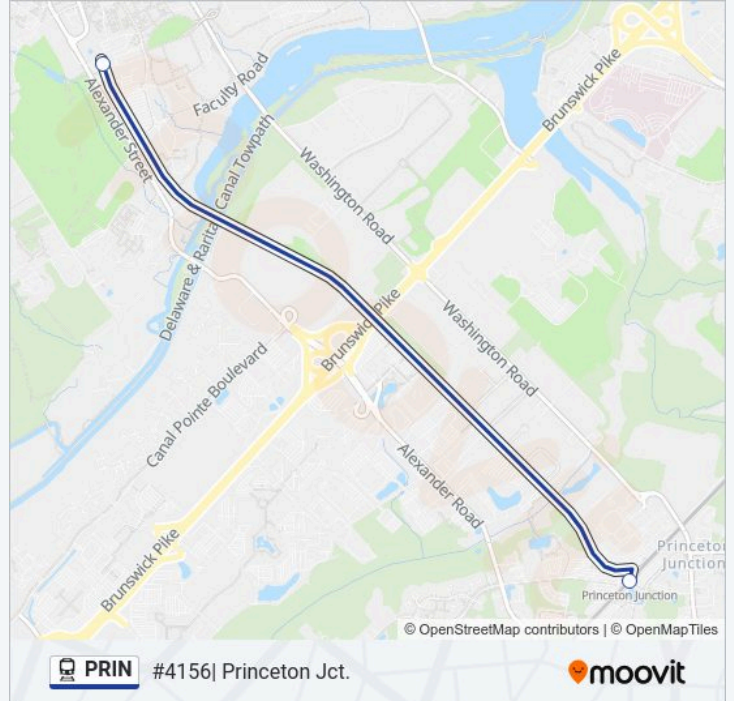 Faculty Road
Brunswick Pike
Alexander Street
Delaware & Raritan Canal Towpath
Washington Road
Brunswick Pike
Washington Road
Canal Pointe Boulevard
Alexander Road
Brunswick Pike
Princeton
Junction
Princeton Junction
© OpenStreetMap contributors | © OpenMapTiles
PRIN #4156| Princeton Jct. moovit